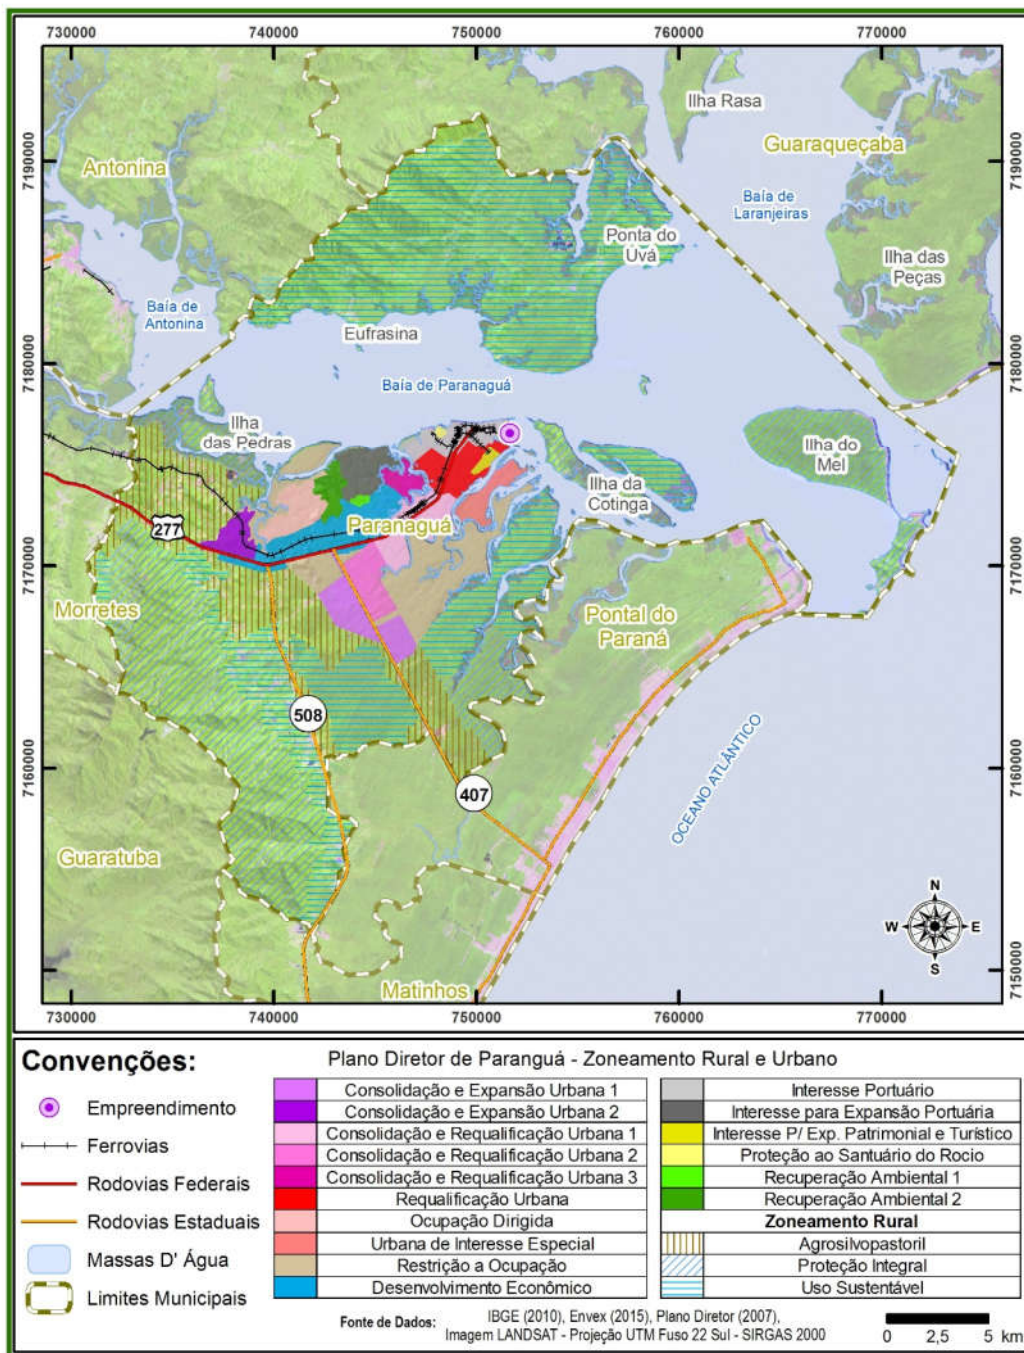 730000 740000 750000 760000 770000
Ilha Rasa
Guaraqueçaba
Antonina
7190000 7190000
Baía de
Laranjeiras
Ponta do
Uvá
Ilha das
Peças
Baía de
Antonina
Eufrasina
7180000 7180000
Baía de Paranaguá
Ilha
das Pedras
Ilha do
Mel
Ilha da
Cotinga
277
Paranaguá
7170000 7170000
Morretes
Pontal do
Paraná
508
OCEANO ATLÂNTICO
7160000 7160000
407
Guaratuba
N
W E
S
7150000 7150000
Matinhos
730000 740000 750000 760000 770000
Convenções:
Empreendimento
Ferrovias
Rodovias Federais
Rodovias Estaduais
Massas D' Água
Limites Municipais
Plano Diretor de Paranguá - Zoneamento Rural e Urbano
Consolidação e Expansão Urbana 1
Consolidação e Expansão Urbana 2
Consolidação e Requalificação Urbana 1
Consolidação e Requalificação Urbana 2
Consolidação e Requalificação Urbana 3
Requalificação Urbana
Ocupação Dirigida
Urbana de Interesse Especial
Restrição a Ocupação
Desenvolvimento Econômico
Interesse Portuário
Interesse para Expansão Portuária
Interesse P/ Exp. Patrimonial e Turístico
Proteção ao Santuário do Rocio
Recuperação Ambiental 1
Recuperação Ambiental 2
Zoneamento Rural
Agrosilvopastoril
Proteção Integral
Uso Sustentável
Fonte de Dados: IBGE (2010), Envex (2015), Plano Diretor (2007),
Imagem LANDSAT - Projeção UTM Fuso 22 Sul - SIRGAS 2000
0 2,5 5 km